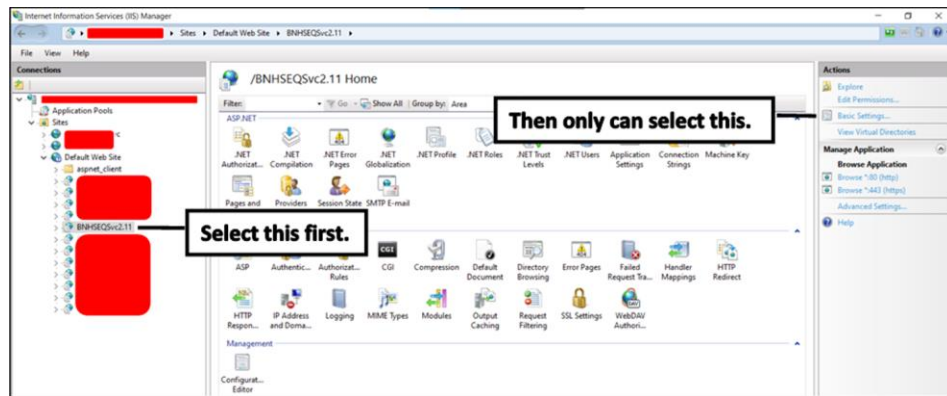 Internet Information Services (IIS) Manager
Sites
Default Web Site
BNHSEQSvc2.11
File View Help
Connections
Application Pools
Sites
Default Web Site
aspnet_client
BNHSEQSvc2.11
/BNHSEQSvc2.11 Home
Filter: Go Show All Group by: Area
ASP.NET
.NET Authorizat...
.NET Compilation
.NET Error Pages
.NET Globalization
.NET Profile
.NET Roles
.NET Trust Levels
.NET Users
Application Settings
Connection Strings
Machine Key
Pages and
Providers
Session State
SMTP E-mail
ASP
Authentic...
Authorizat... Rules
CGI
Compression
Default Document
Directory Browsing
Error Pages
Failed Request Tra...
Handler Mappings
HTTP Redirect
HTTP Respon...
IP Address and Doma...
Logging
MIME Types
Modules
Output Caching
Request Filtering
SSL Settings
WebDAV Authori...
Management
Configurat... Editor
Select this first.
Then only can select this.
Actions
Explore
Edit Permissions...
Basic Settings...
View Virtual Directories
Manage Application
Browse Application
Browse *:80 (http)
Browse *:443 (https)
Advanced Settings...
Help